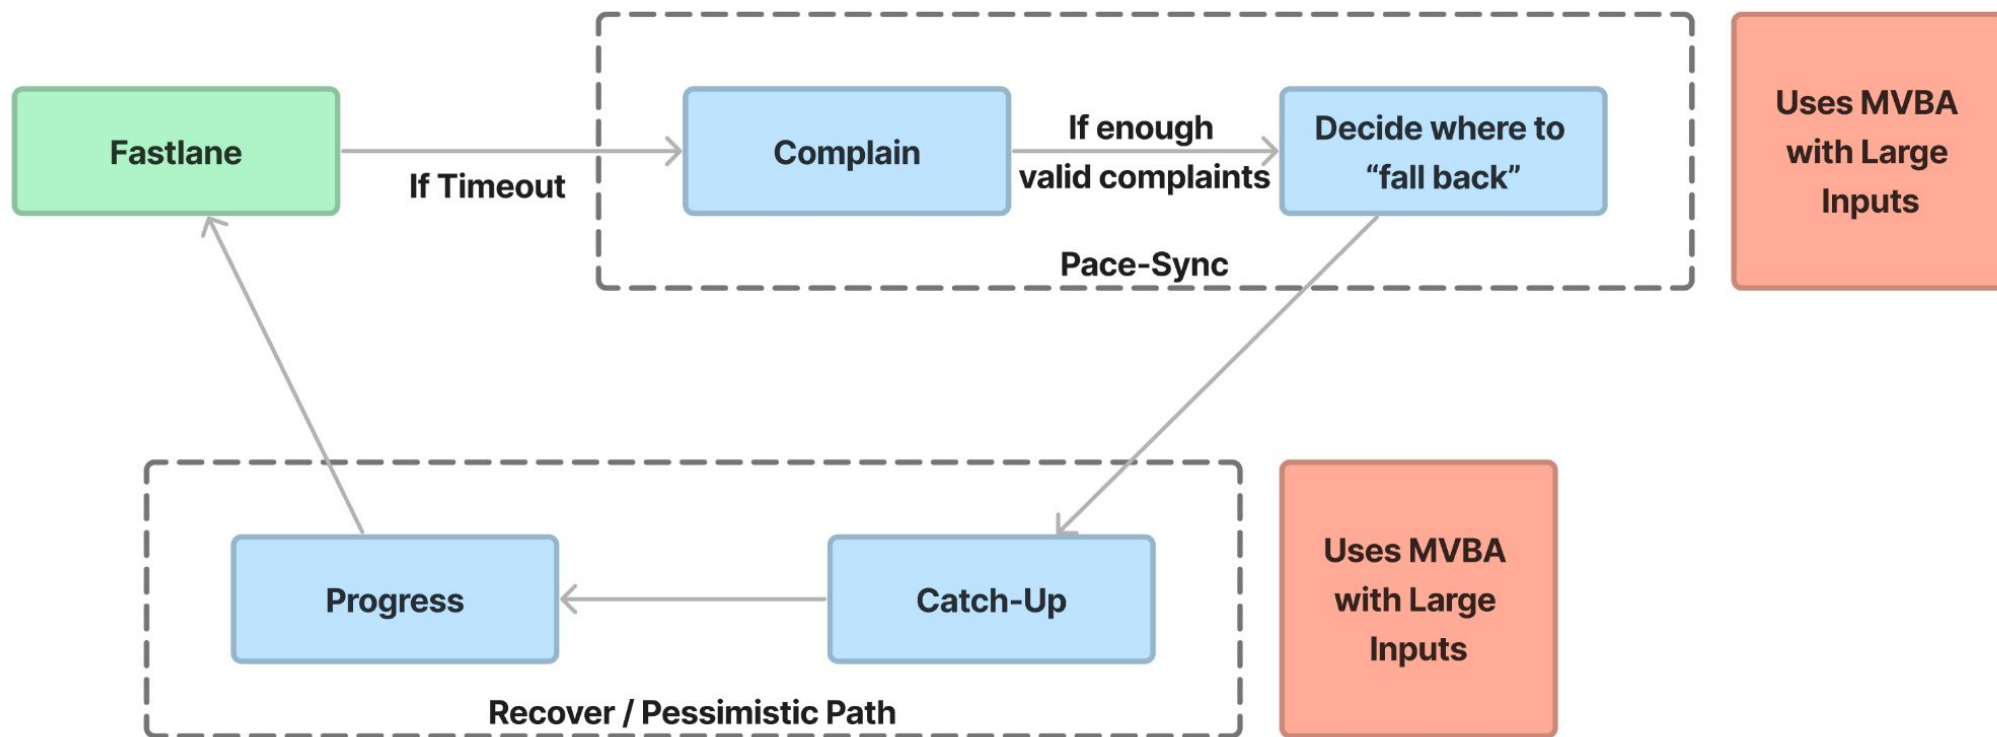 Fastlane
If Timeout
Complain
If enough
valid complaints
Decide where to
“fall back”
Pace-Sync
Uses MVBA
with Large
Inputs
Progress
Catch-Up
Recover / Pessimistic Path
Uses MVBA
with Large
Inputs